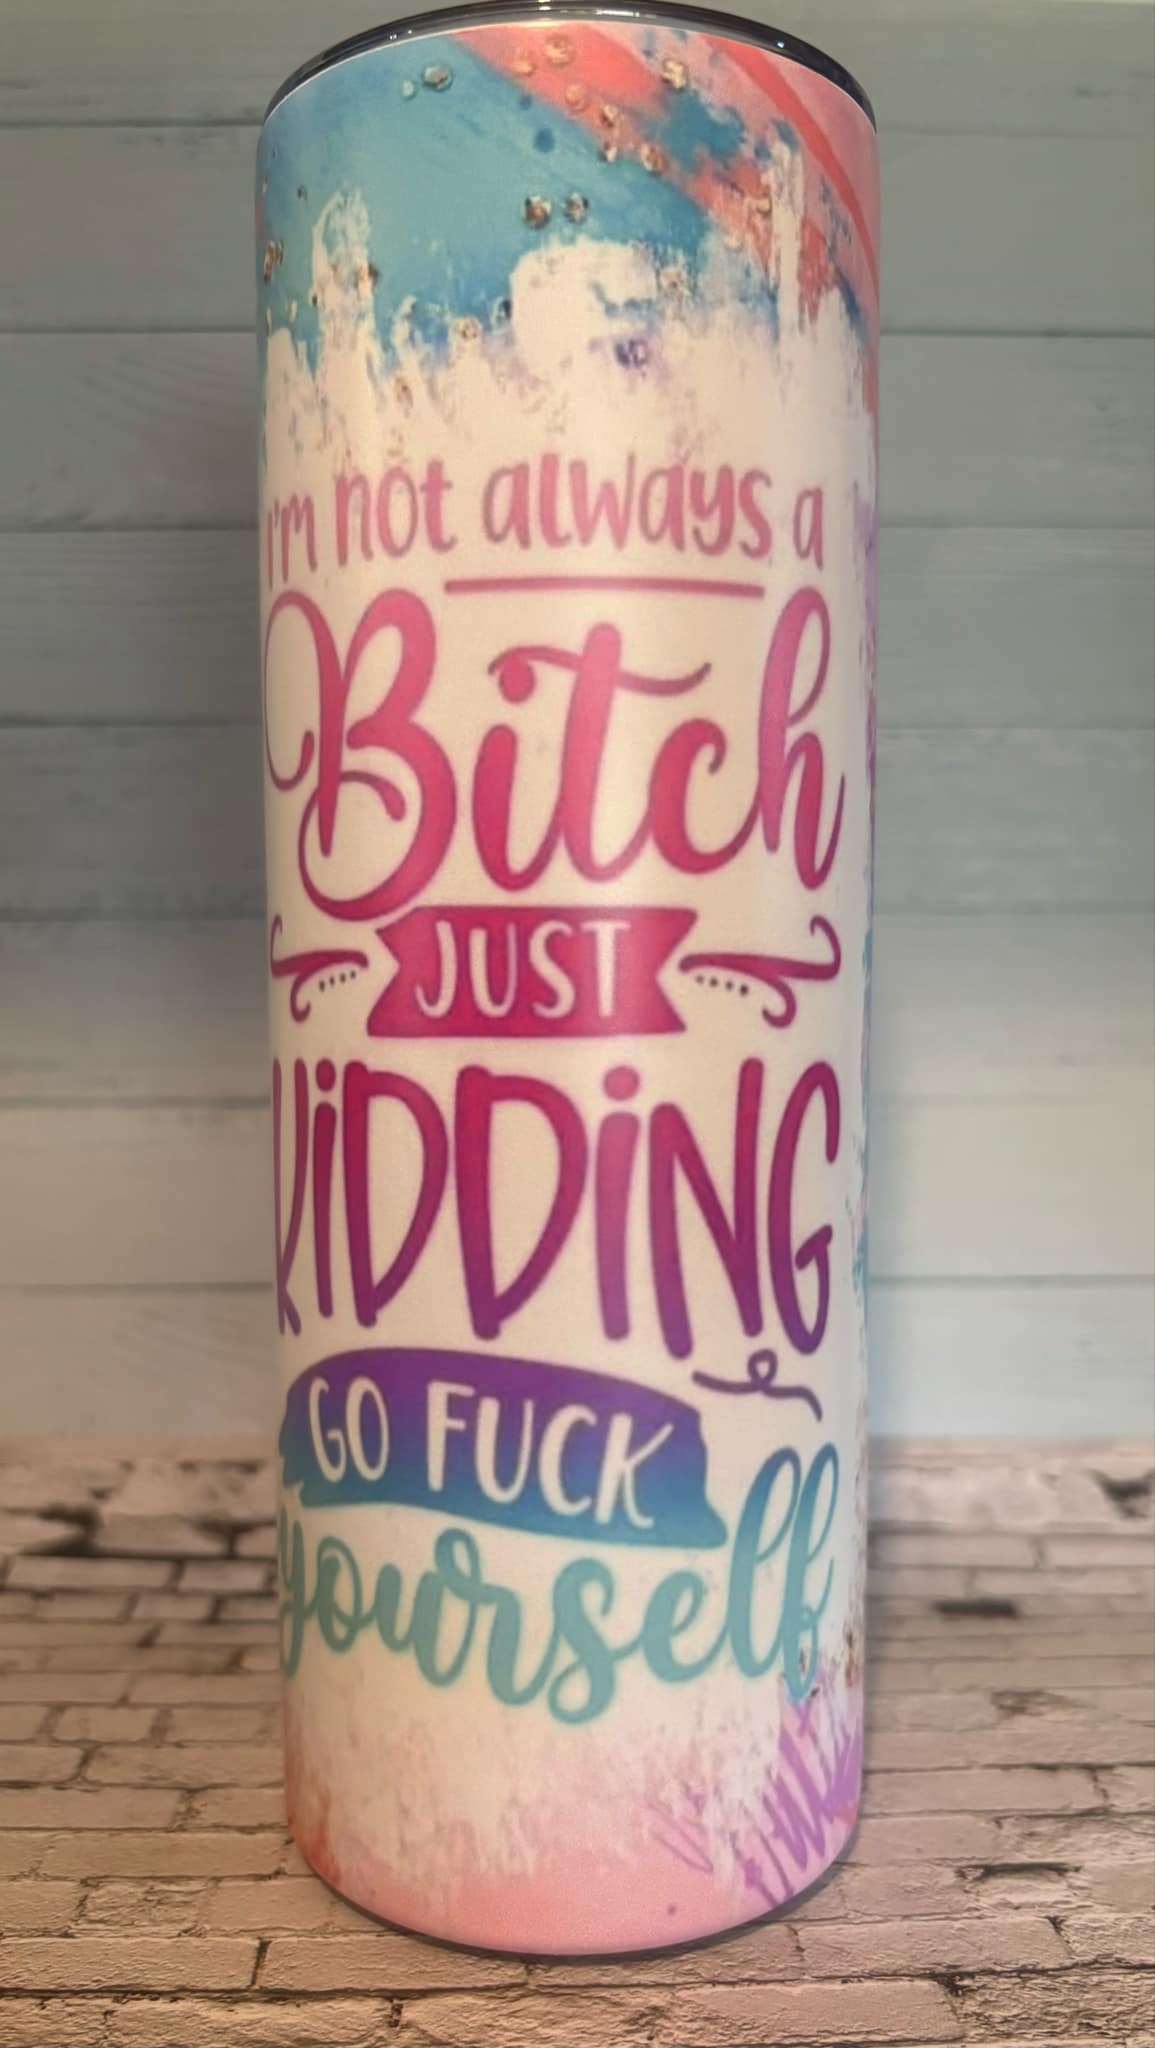 I'm not always a
Bitch
JUST
KiDDiNG
GO FUCK
yourself